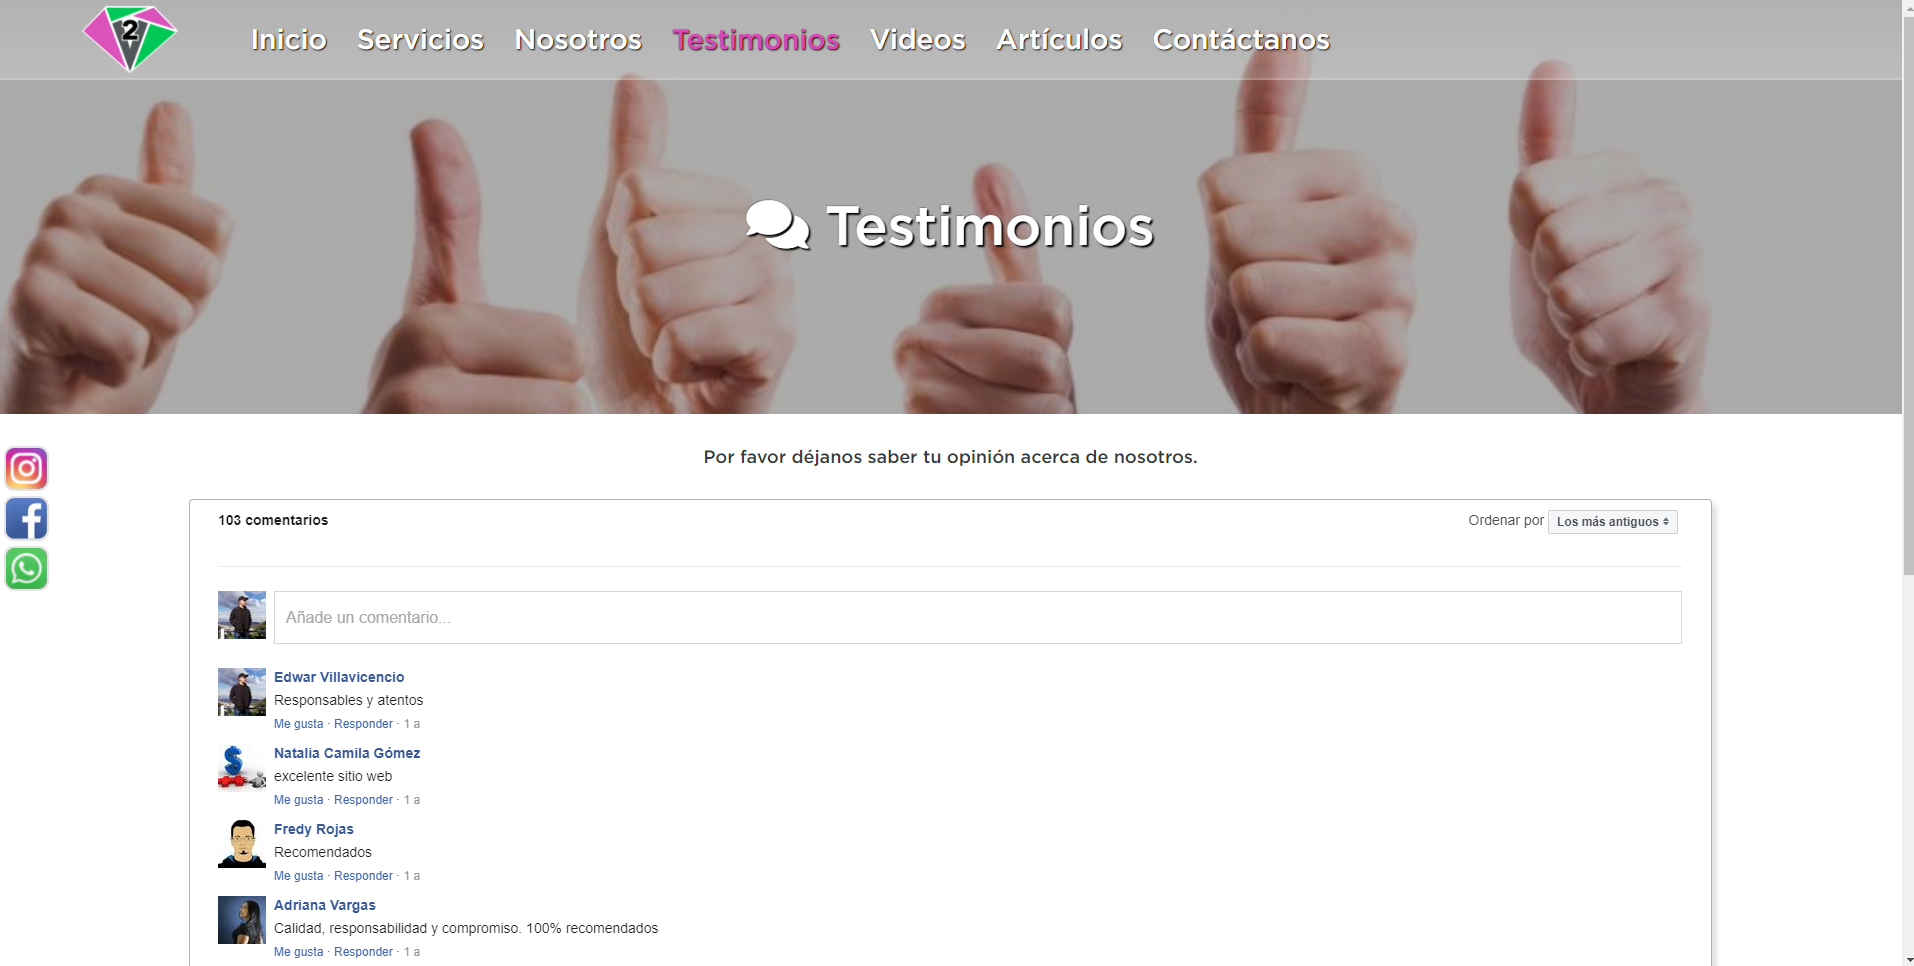 2
Inicio Servicios Nosotros Testimonios Videos Artículos Contáctanos
Testimonios
Por favor déjanos saber tu opinión acerca de nosotros.
103 comentarios
Ordenar por Los más antiguos
Añade un comentario...
Edwar Villavicencio
Responsables y atentos
Me gusta · Responder · 1 a
Natalia Camila Gómez
excelente sitio web
Me gusta · Responder · 1 a
Fredy Rojas
Recomendados
Me gusta · Responder · 1 a
Adriana Vargas
Calidad, responsabilidad y compromiso. 100% recomendados
Me gusta · Responder · 1 a